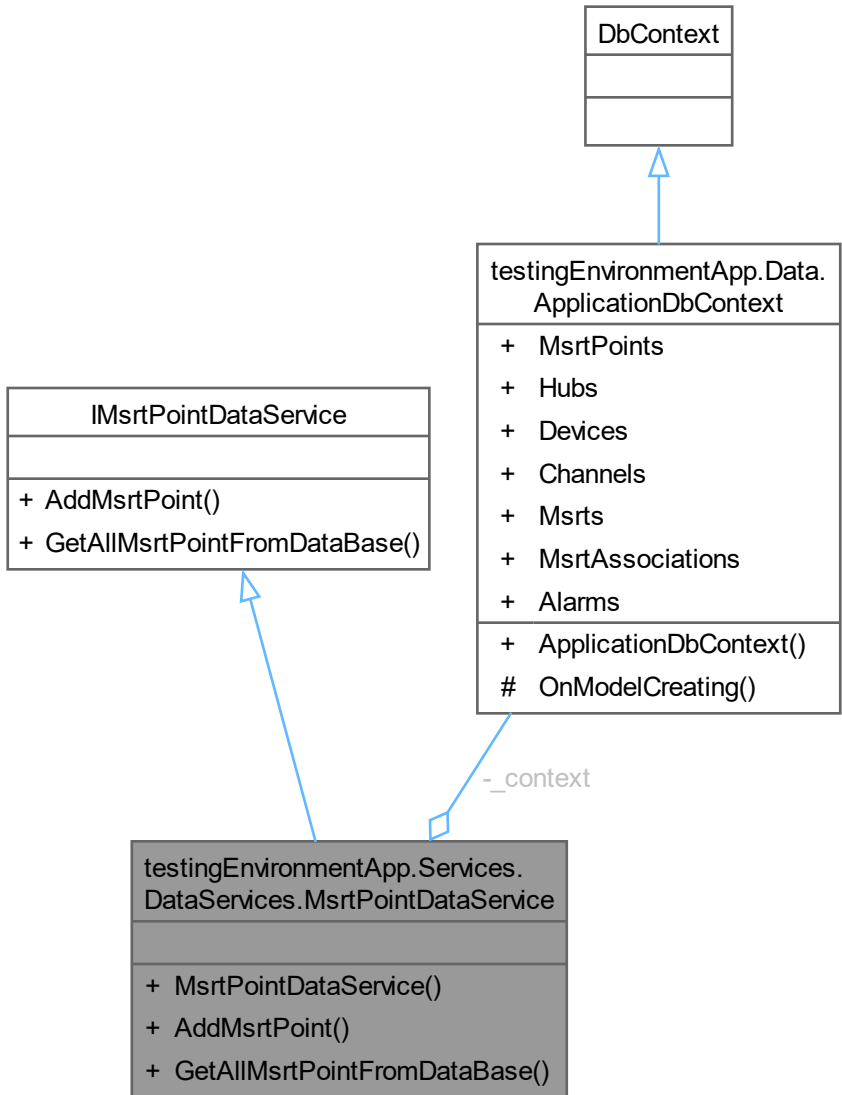 DbContext
testingEnvironmentApp.Data.
ApplicationDbContext
+ MsrtPoints
+ Hubs
+ Devices
+ Channels
+ Msrts
+ MsrtAssociations
+ Alarms
+ ApplicationDbContext()
# OnModelCreating()
IMsrtPointDataService
+ AddMsrtPoint()
+ GetAllMsrtPointFromDataBase()
-_context
testingEnvironmentApp.Services.
DataServices.MsrtPointDataService
+ MsrtPointDataService()
+ AddMsrtPoint()
+ GetAllMsrtPointFromDataBase()